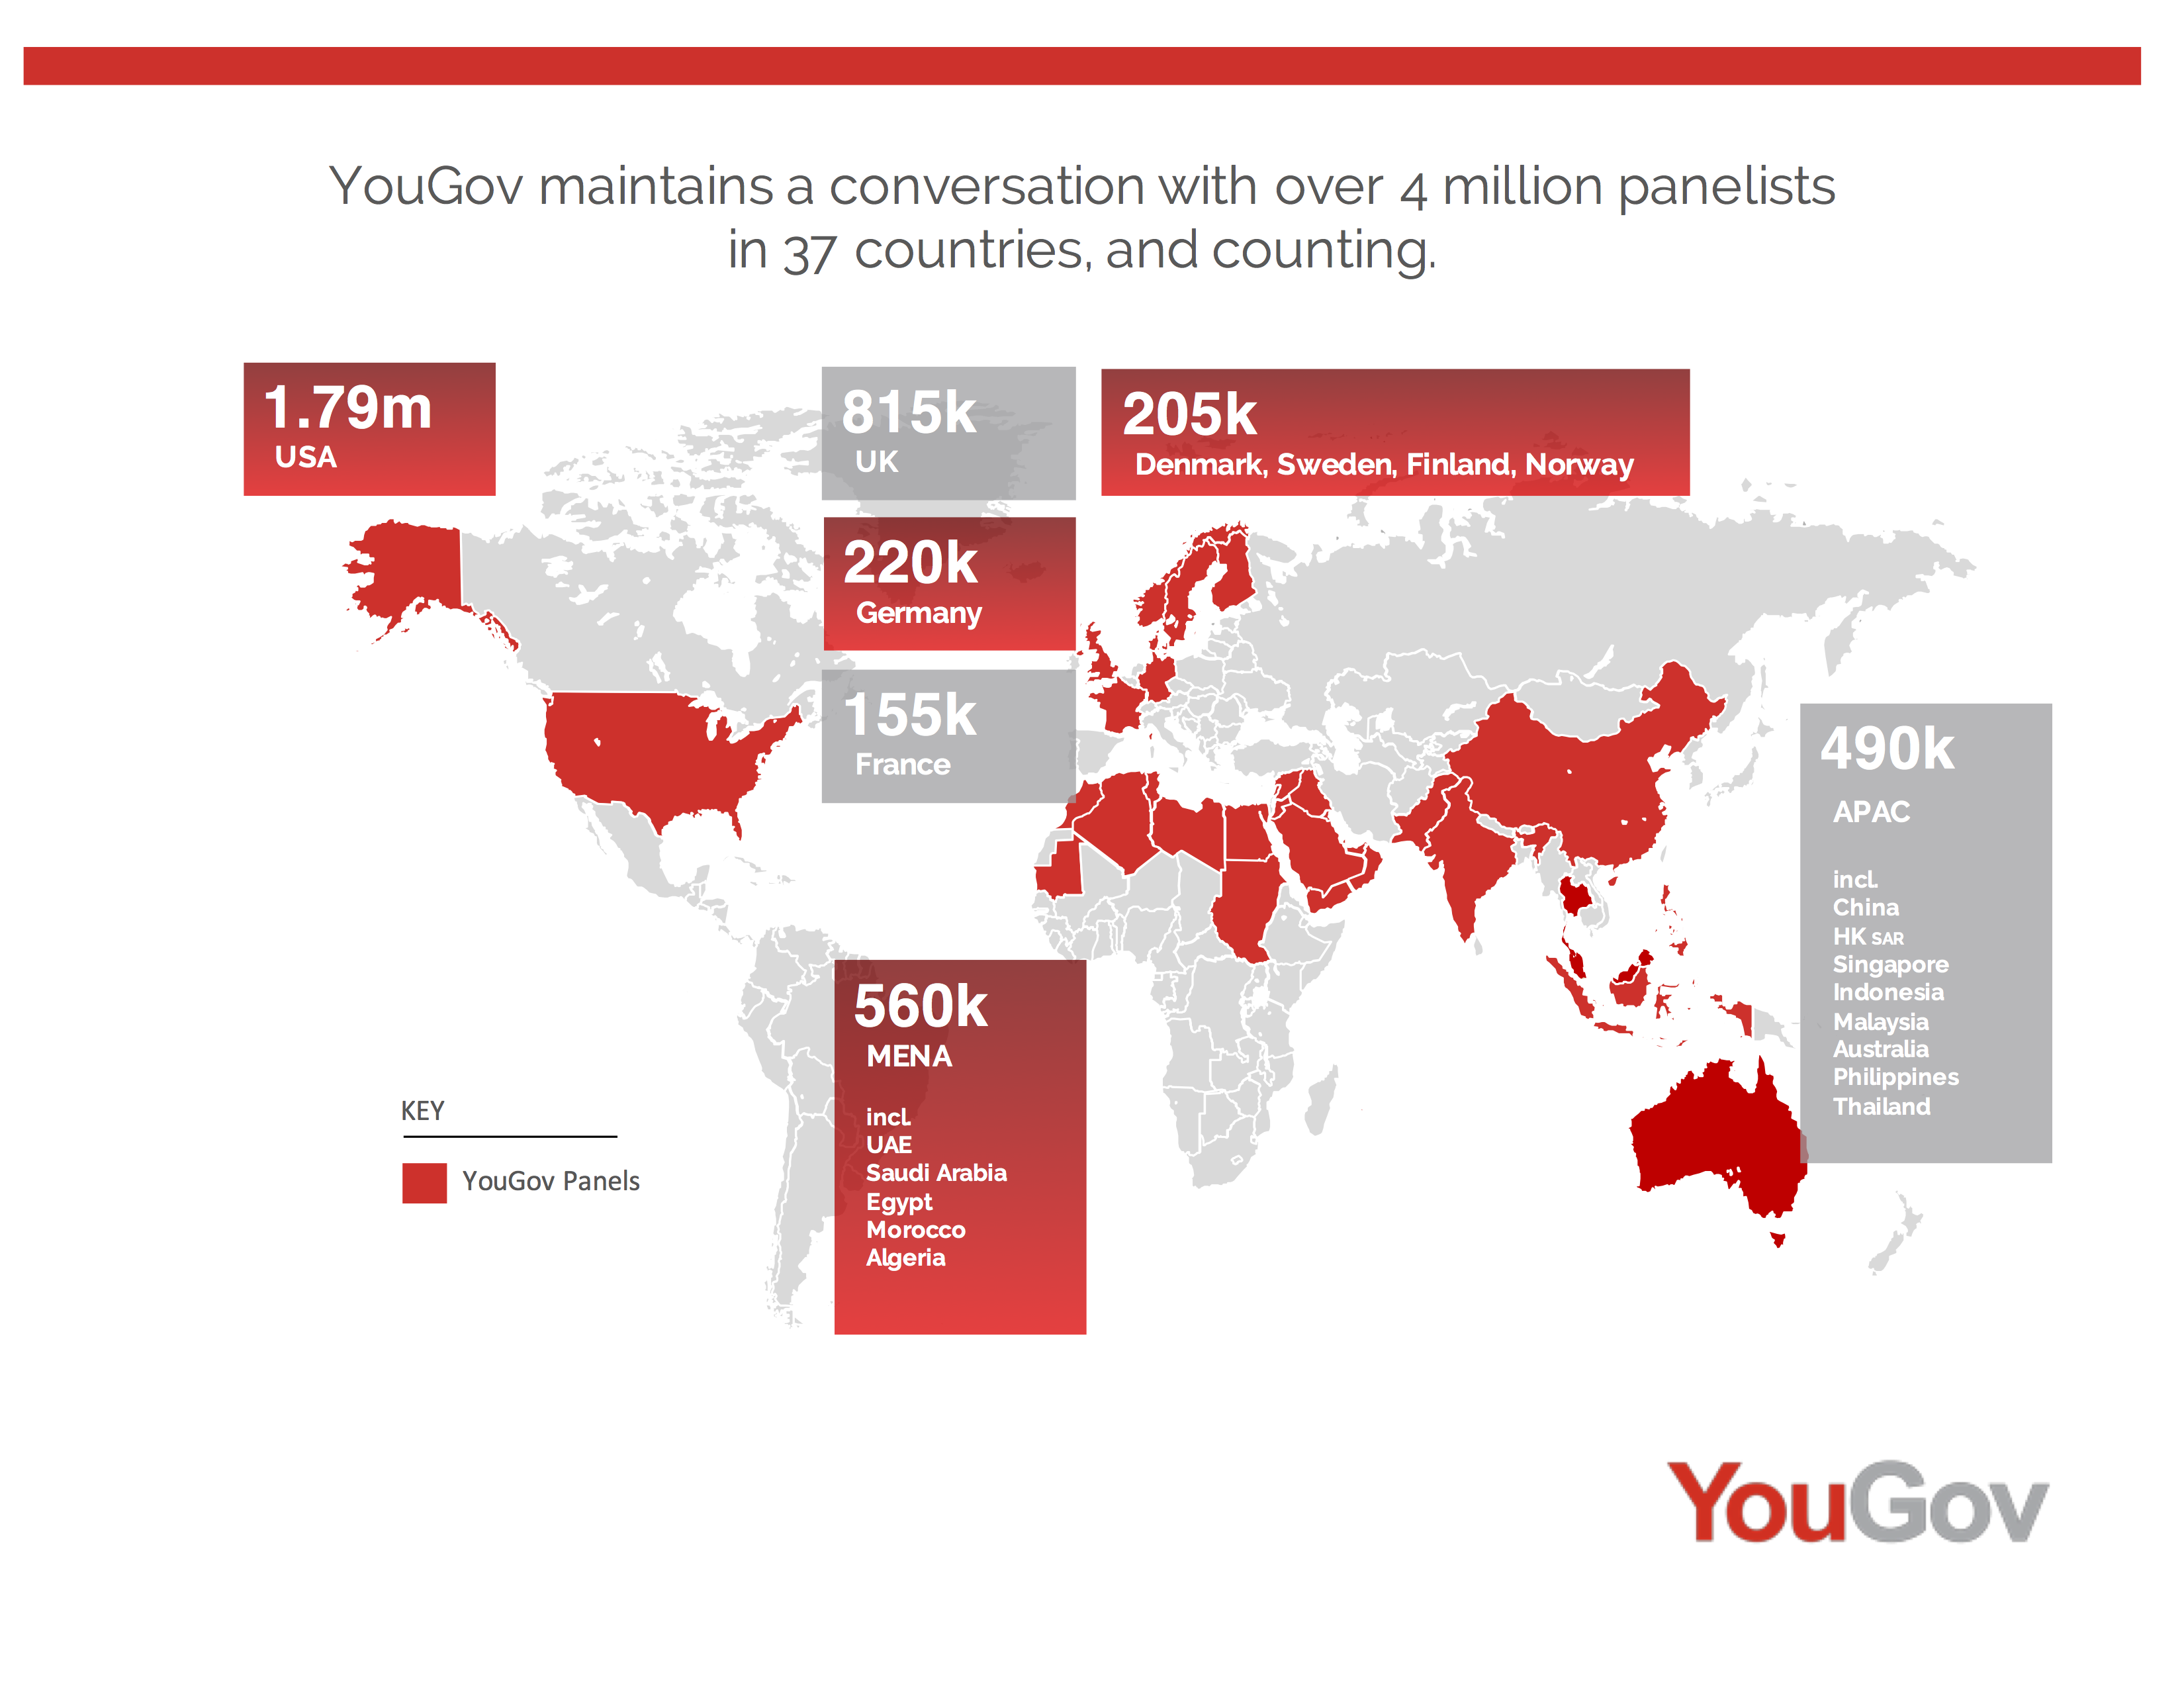 YouGov maintains a conversation with over 4 million panelists
in 37 countries, and counting.
1.79m
USA
815k
UK
205k
Denmark, Sweden, Finland, Norway
220k
Germany
155k
France
490k
APAC
incl.
China
HK SAR
Singapore
Indonesia
Malaysia
Australia
Philippines
Thailand
560k
MENA
incl.
UAE
Saudi Arabia
Egypt
Morocco
Algeria
KEY
YouGov Panels
YouGov